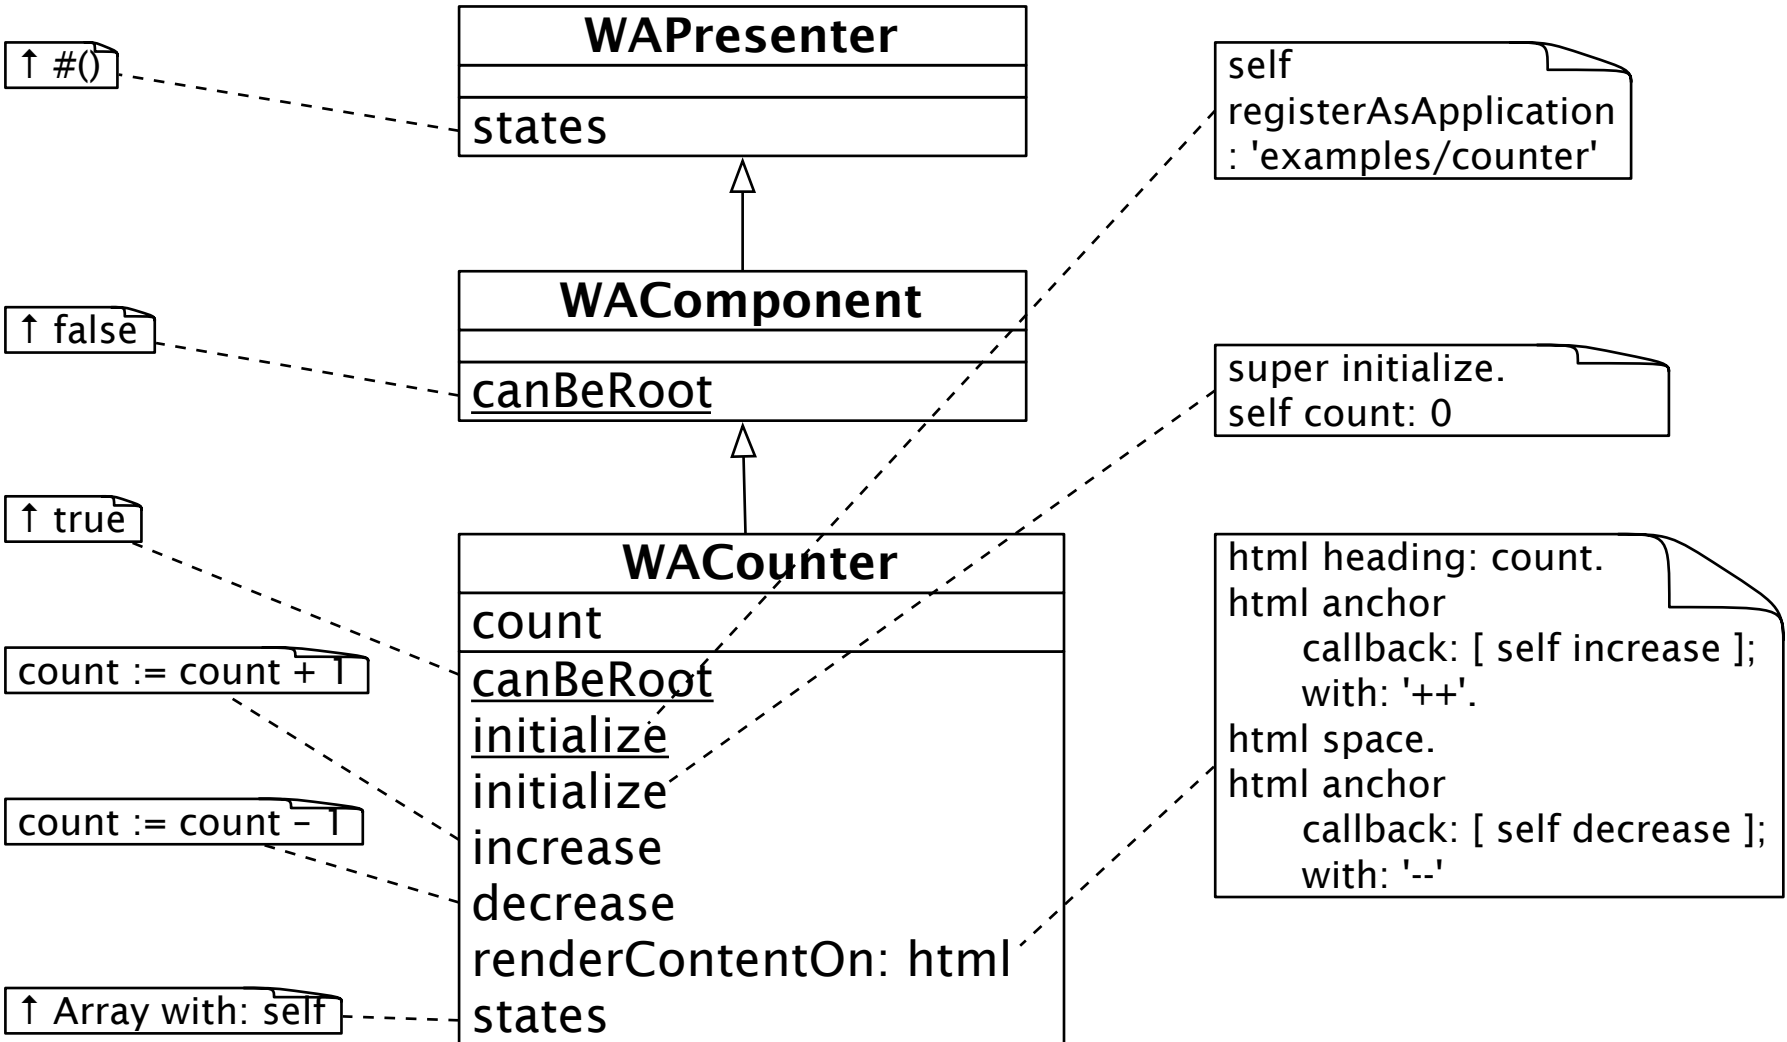 WAPresenter
↑ #()
states
self
registerAsApplication
: 'examples/counter'
WAComponent
↑ false
canBeRoot
super initialize.
self count: 0
↑ true
WACounter
count
count := count + 1
canBeRoot
initialize
initialize
count := count - 1
increase
decrease
renderContentOn: html
↑ Array with: self
states
html heading: count.
html anchor
callback: [ self increase ];
with: '++'.
html space.
html anchor
callback: [ self decrease ];
with: '--'